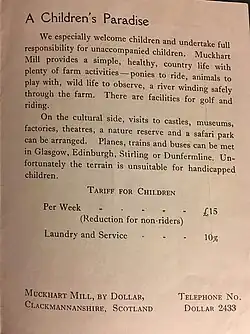 A Children's Paradise
We especially welcome children and undertake full
responsibility for unaccompanied children. Muckhart
Mill provides a simple, healthy, country life with
plenty of farm activities—ponies to ride, animals to
play with, wild life to observe, a river winding safely
through the farm. There are facilities for golf and
riding.
On the cultural side, visits to castles, museums,
factories, theatres, a nature reserve and a safari park
can be arranged. Planes, trains and buses can be met
in Glasgow, Edinburgh, Stirling or Dunfermline. Un-
fortunately the terrain is unsuitable for handicapped
children.
Tariff for Children
Per Week - - - - £15
(Reduction for non-riders)
Laundry and Service - - - 10%
Muckhart Mill, by Dollar,
Clackmannanshire, Scotland
Telephone No.
Dollar 2433